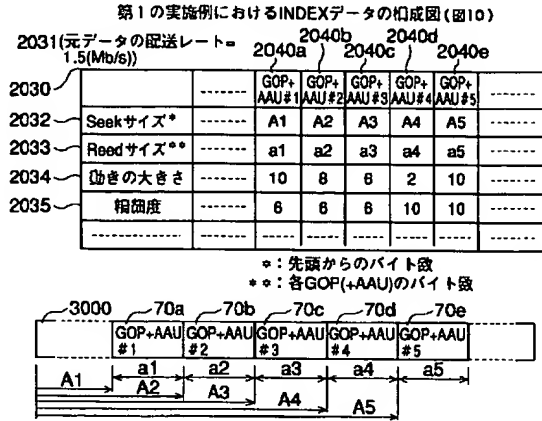 第1の実施例におけるINDEXデータの構成図(図10)
2031(元データの配送レート=
1.5(Mb/s))
2040a 2040b 2040c 2040d 2040e
2030 ------ GOP+AAU#1 GOP+AAU#2 GOP+AAU#3 GOP+AAU#4 GOP+AAU#5 ------
2032 Seekサイズ* ------ A1 A2 A3 A4 A5 ------
2033 Reedサイズ** ------ a1 a2 a3 a4 a5 ------
2034 動きの大きさ ------ 10 8 6 2 10 ------
2035 精細度 ------ 6 6 6 10 10 ------
------ ------ ------ ------ ------ ------ ------ ------
*:先頭からのバイト数
**:各GOP(+AAU)のバイト数
3000 70a 70b 70c 70d 70e
GOP+AAU GOP+AAU GOP+AAU GOP+AAU GOP+AAU
#1 #2 #3 #4 #5
a1 a2 a3 a4 a5
A1 A2 A3 A4 A5